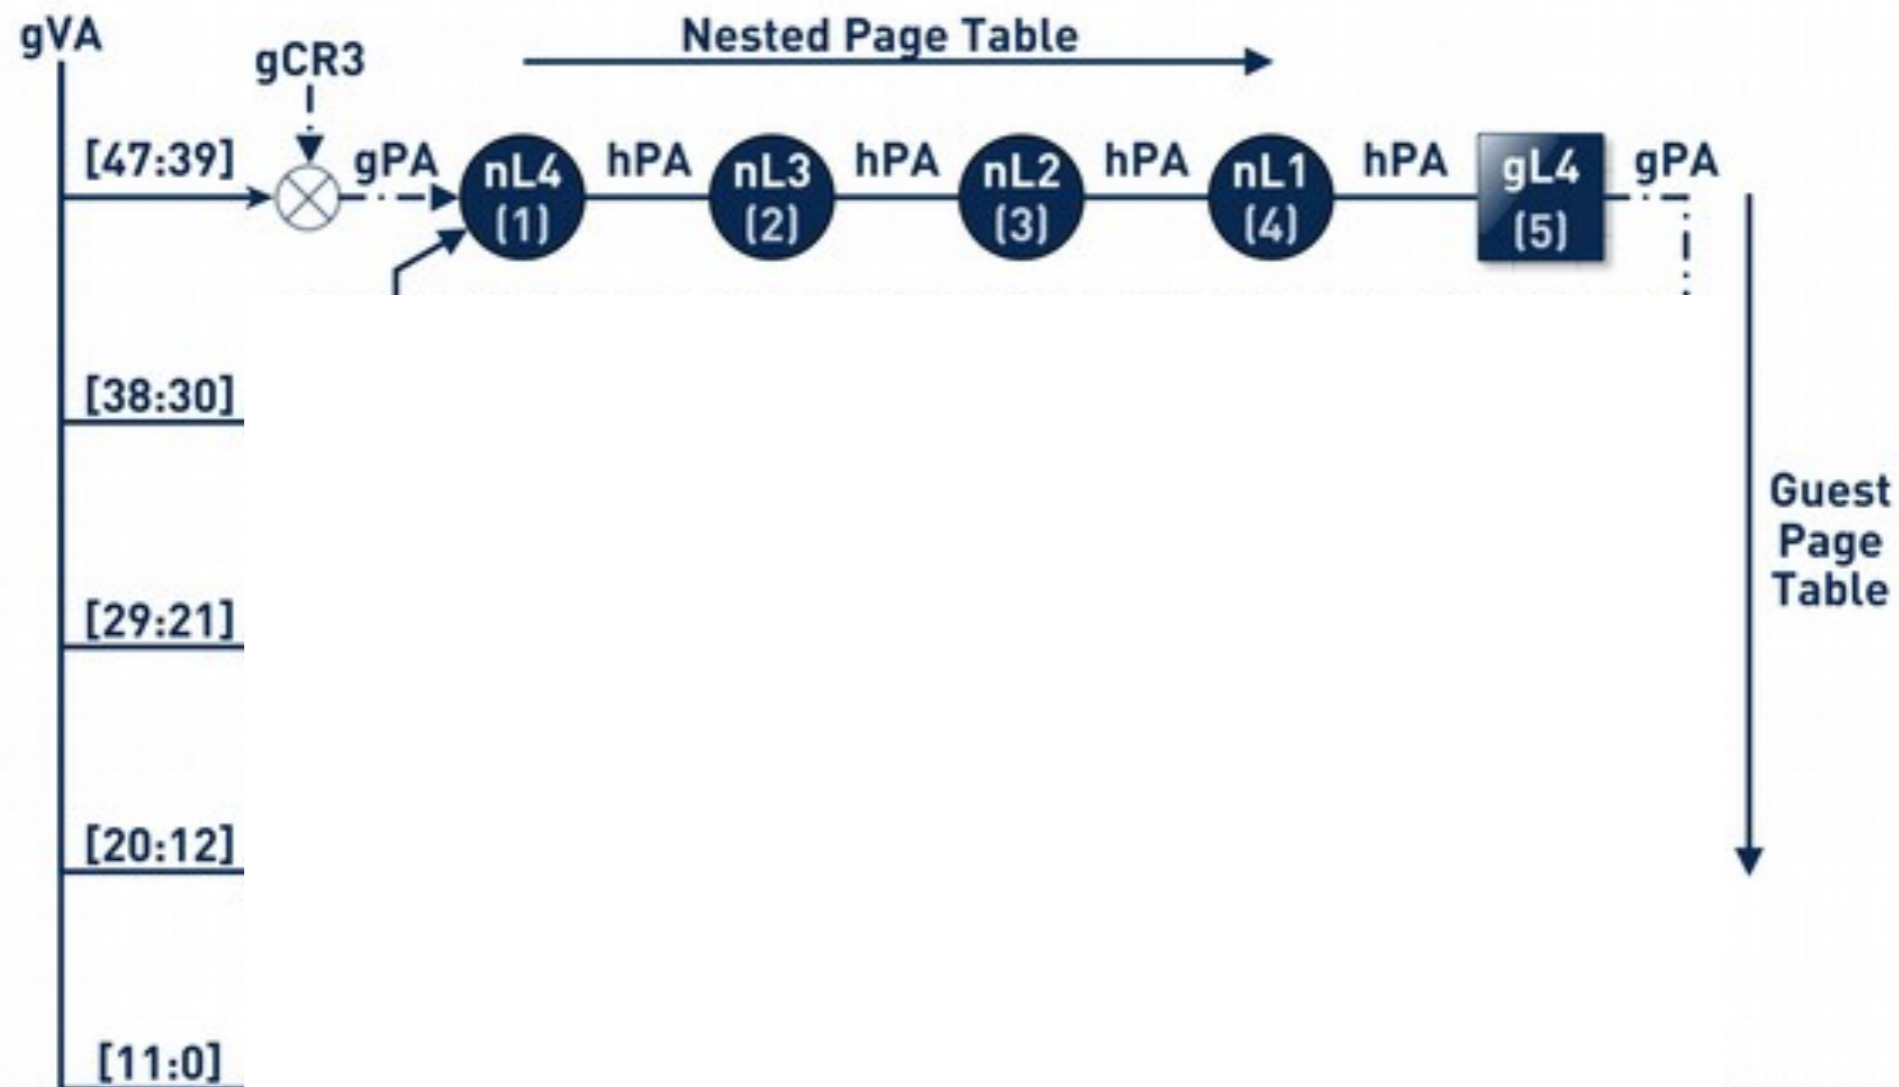 gVA
gCR3
Nested Page Table
[47:39]
gPA
nL4
(1)
hPA
nL3
(2)
hPA
nL2
(3)
hPA
nL1
(4)
hPA
gL4
(5)
gPA
[38:30]
Guest
Page
Table
[29:21]
[20:12]
[11:0]